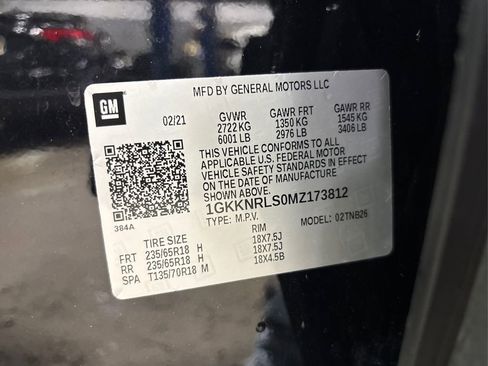 MFD BY GENERAL MOTORS LLC
GM
02/21
GVWR GAWR FRT GAWR RR
2722 KG 1350 KG 1545 KG
6001 LB 2976 LB 3406 LB
THIS VEHICLE CONFORMS TO ALL
APPLICABLE U.S. FEDERAL MOTOR
VEHICLE SAFETY STANDARDS IN EFFECT
ON THE DATE OF MANUFACTURE
SHOWN ABOVE.
1GKKNRLS0MZ173812
TYPE: M.P.V. MODEL: 02TNB26
384A
TIRE SIZE RIM
FRT 235/65R18 H 18X7.5J
RR 235/65R18 H 18X7.5J
SPA T135/70R18 M 18X4.5B